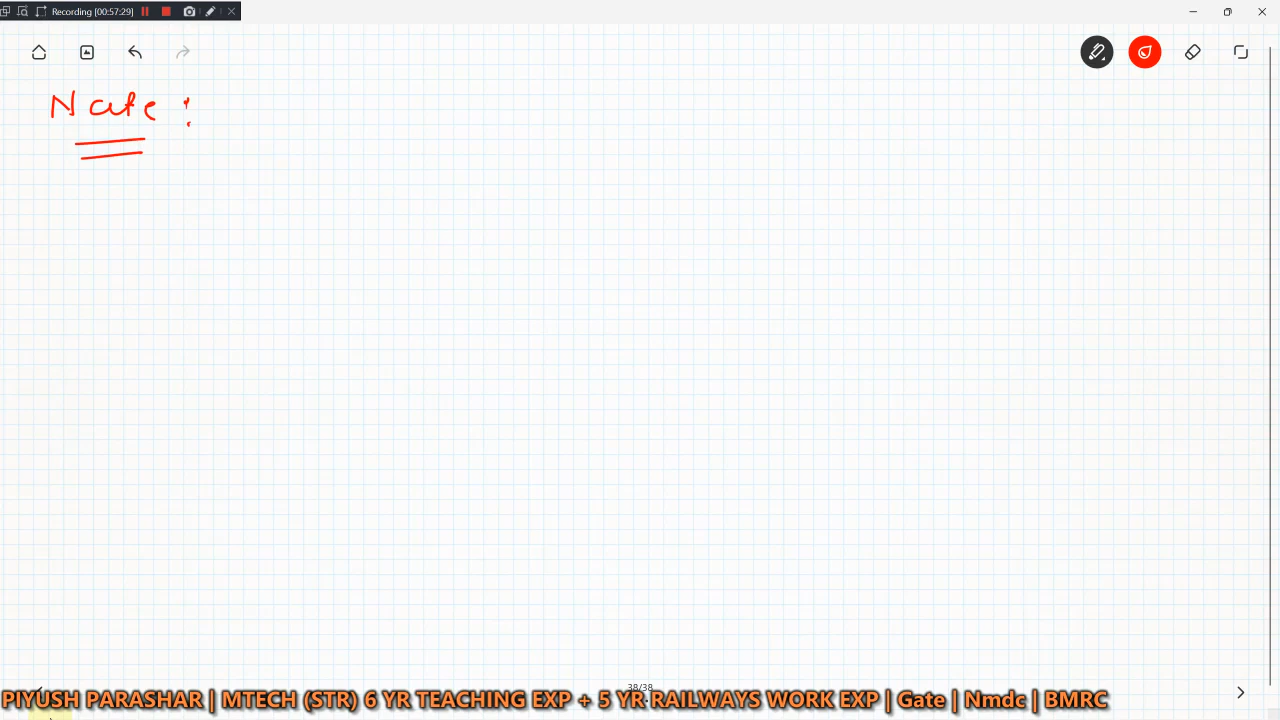 Recording [00:57:29]
Note :
38/38
PIYUSH PARASHAR | MTECH (STR) 6 YR TEACHING EXP + 5 YR RAILWAYS WORK EXP | Gate | Nmdc | BMRC